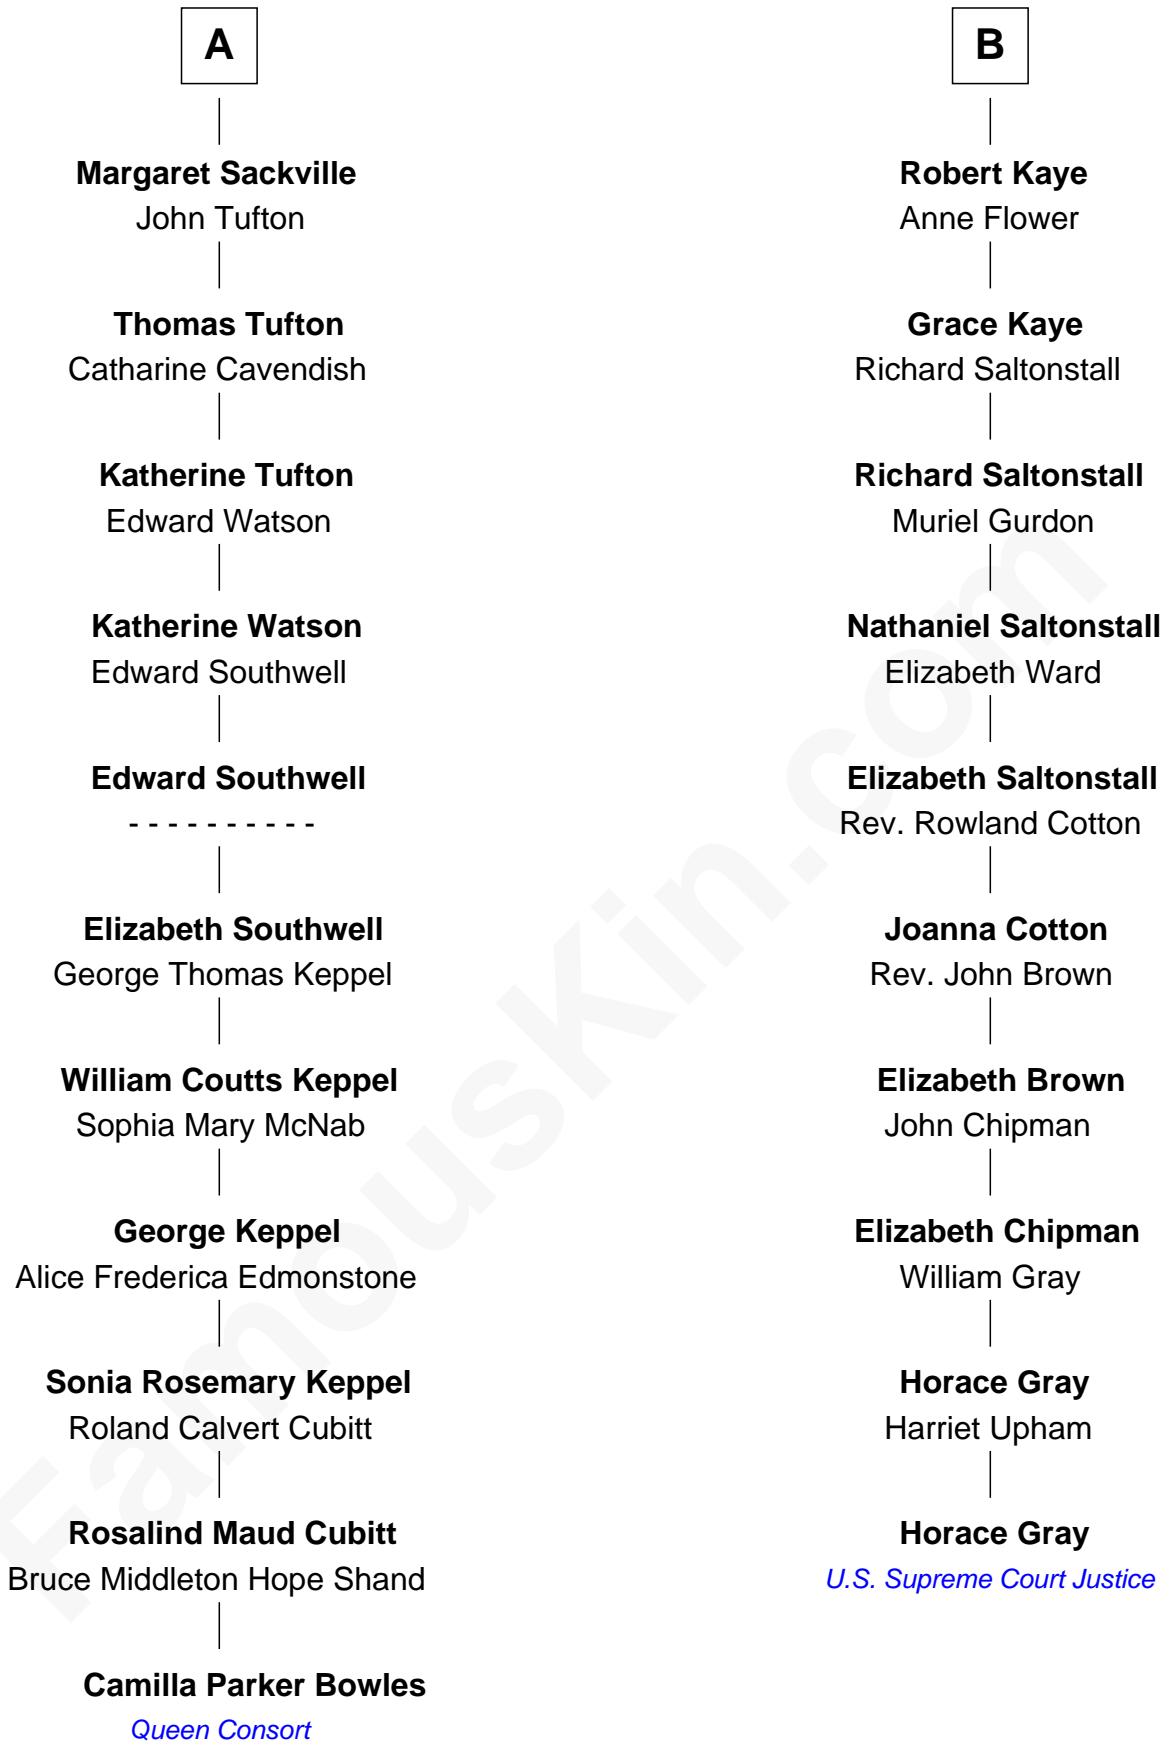 A
Margaret Sackville
John Tufton
Thomas Tufton
Catharine Cavendish
Katherine Tufton
Edward Watson
Katherine Watson
Edward Southwell
Edward Southwell
- - - - - - - - - -
Elizabeth Southwell
George Thomas Keppel
William Coutts Keppel
Sophia Mary McNab
George Keppel
Alice Frederica Edmonstone
Sonia Rosemary Keppel
Roland Calvert Cubitt
Rosalind Maud Cubitt
Bruce Middleton Hope Shand
Camilla Parker Bowles
Queen Consort
B
Robert Kaye
Anne Flower
Grace Kaye
Richard Saltonstall
Richard Saltonstall
Muriel Gurdon
Nathaniel Saltonstall
Elizabeth Ward
Elizabeth Saltonstall
Rev. Rowland Cotton
Joanna Cotton
Rev. John Brown
Elizabeth Brown
John Chipman
Elizabeth Chipman
William Gray
Horace Gray
Harriet Upham
Horace Gray
U.S. Supreme Court Justice
FamousKin.com